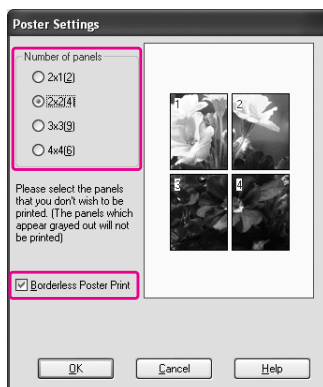 Poster Settings
Number of panels
2x1(2)
2x2(4)
3x3(9)
4x4(6)
1
2
3
4
Please select the panels
that you don't wish to be
printed. (The panels which
appear grayed out will not
be printed)
Borderless Poster Print
OK
Cancel
Help